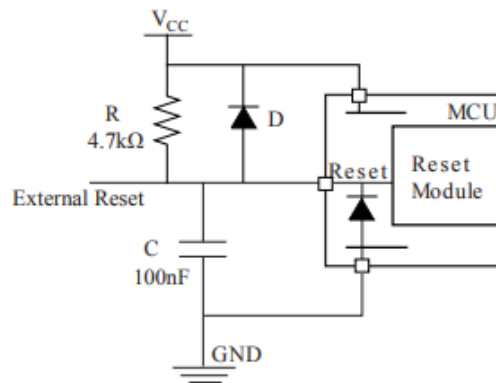 VCC
MCU
R
4.7kΩ
D
Reset
Reset
Module
External Reset
C
100nF
GND